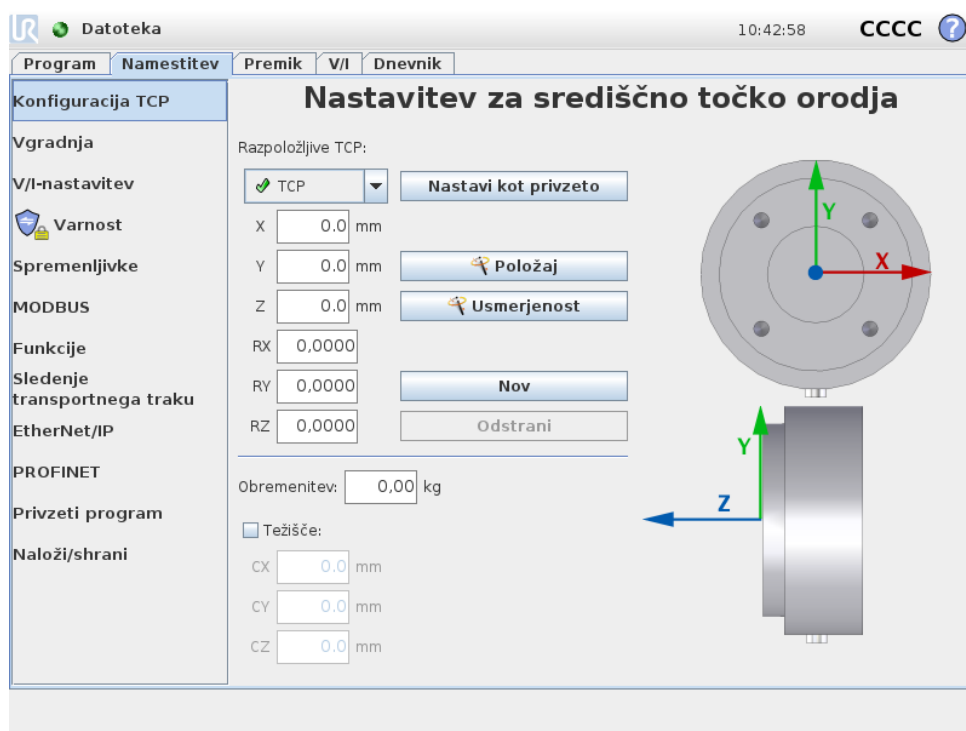 UR Datoteka 10:42:58 CCCC ?
Program Namestitev Premik V/I Dnevnik
Konfiguracija TCP
Vgradnja
V/I-nastavitev
Varnost
Spremenljivke
MODBUS
Funkcije
Sledenje
transportnega traku
EtherNet/IP
PROFINET
Privzeti program
Naloži/shrani
Nastavitev za središčno točko orodja
Razpoložljive TCP:
TCP Nastavi kot privzeto
X 0.0 mm
Y 0.0 mm Položaj
Z 0.0 mm Usmerjenost
RX 0,0000
RY 0,0000 Nov
RZ 0,0000 Odstrani
Obremenitev: 0,00 kg
Težišče:
CX 0.0 mm
CY 0.0 mm
CZ 0.0 mm
Y
X
Y
Z